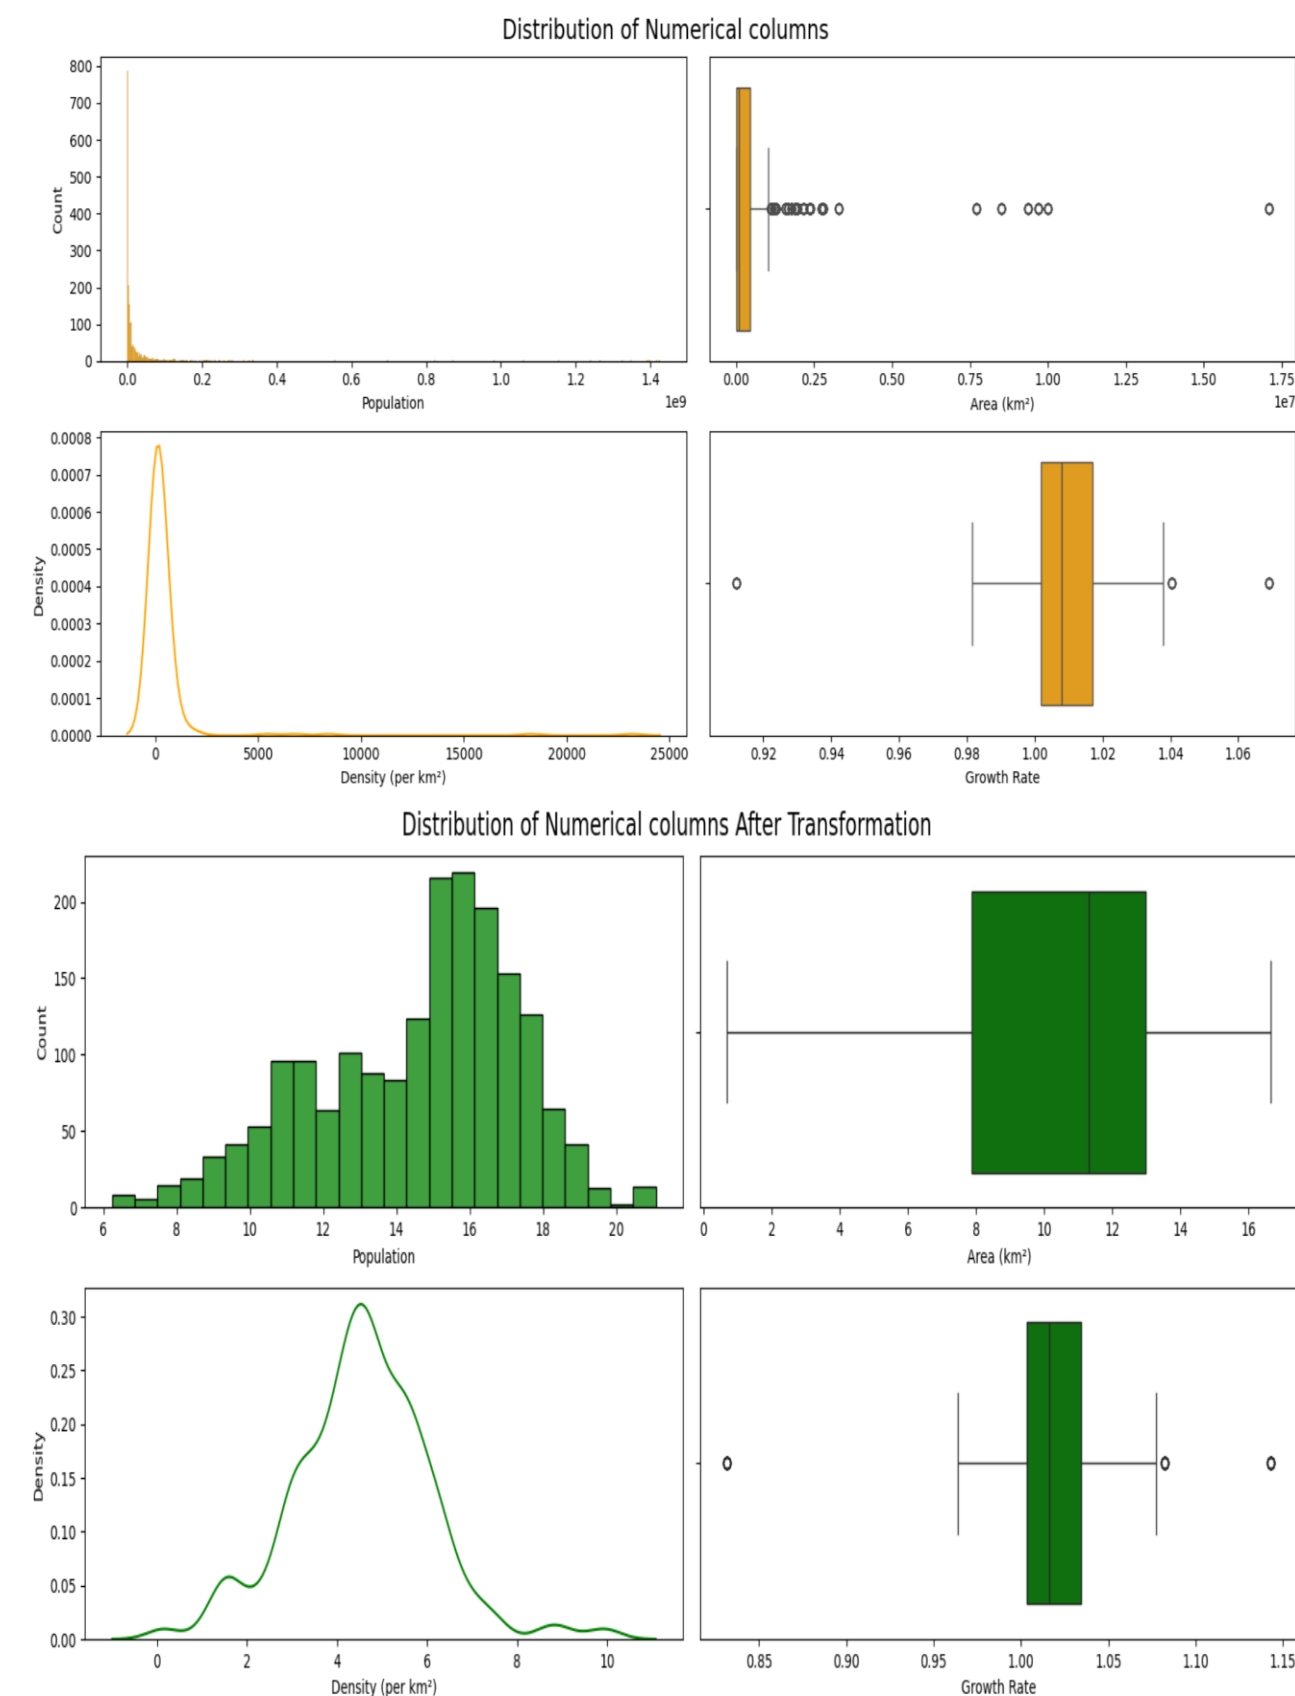 Distribution of Numerical columns
800
700
600
500
400
300
200
100
0
Count
0.0 0.2 0.4 0.6 0.8 1.0 1.2 1.4
1e9
Population
0.00 0.25 0.50 0.75 1.00 1.25 1.50 1.75
1e7
Area (km²)
0.0008
0.0007
0.0006
0.0005
0.0004
0.0003
0.0002
0.0001
0.0000
Density
0 5000 10000 15000 20000 25000
Density (per km²)
0.92 0.94 0.96 0.98 1.00 1.02 1.04 1.06
Growth Rate
Distribution of Numerical columns After Transformation
200
150
100
50
0
Count
6 8 10 12 14 16 18 20
Population
0 2 4 6 8 10 12 14 16
Area (km²)
0.30
0.25
0.20
0.15
0.10
0.05
0.00
Density
0 2 4 6 8 10
Density (per km²)
0.85 0.90 0.95 1.00 1.05 1.10 1.15
Growth Rate